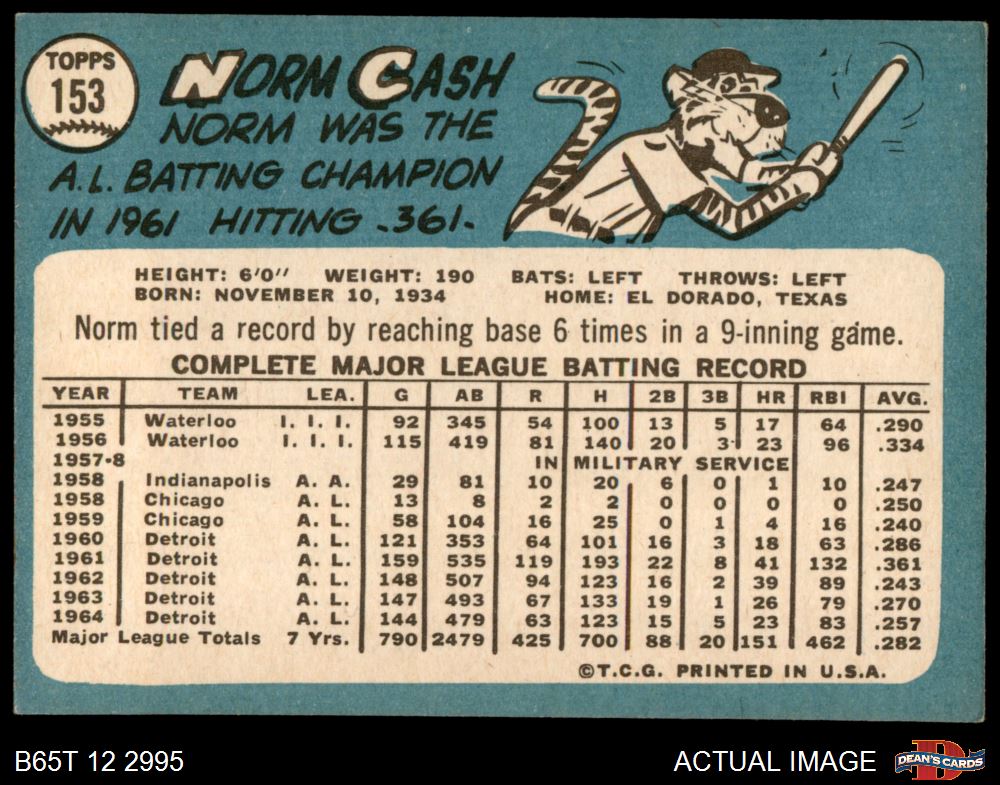 TOPPS
153
NORM CASH
NORM WAS THE
A.L. BATTING CHAMPION
IN 1961 HITTING .361.
HEIGHT: 6'0" WEIGHT: 190 BATS: LEFT THROWS: LEFT
BORN: NOVEMBER 10, 1934 HOME: EL DORADO, TEXAS
Norm tied a record by reaching base 6 times in a 9-inning game.
COMPLETE MAJOR LEAGUE BATTING RECORD
YEAR TEAM LEA. G AB R H 2B 3B HR RBI AVG.
1955 Waterloo I. I. I. 92 345 54 100 13 5 17 64 .290
1956 Waterloo I. I. I. 115 419 81 140 20 3 23 96 .334
1957-8 IN MILITARY SERVICE
1958 Indianapolis A. A. 29 81 10 20 6 0 1 10 .247
1958 Chicago A. L. 13 8 2 2 0 0 0 0 .250
1959 Chicago A. L. 58 104 16 25 0 1 4 16 .240
1960 Detroit A. L. 121 353 64 101 16 3 18 63 .286
1961 Detroit A. L. 159 535 119 193 22 8 41 132 .361
1962 Detroit A. L. 148 507 94 123 16 2 39 89 .243
1963 Detroit A. L. 147 493 67 133 19 1 26 79 .270
1964 Detroit A. L. 144 479 63 123 15 5 23 83 .257
Major League Totals 7 Yrs. 790 2479 425 700 88 20 151 462 .282
©T.C.G. PRINTED IN U.S.A.
B65T 12 2995 ACTUAL IMAGE D DEAN'S CARDS